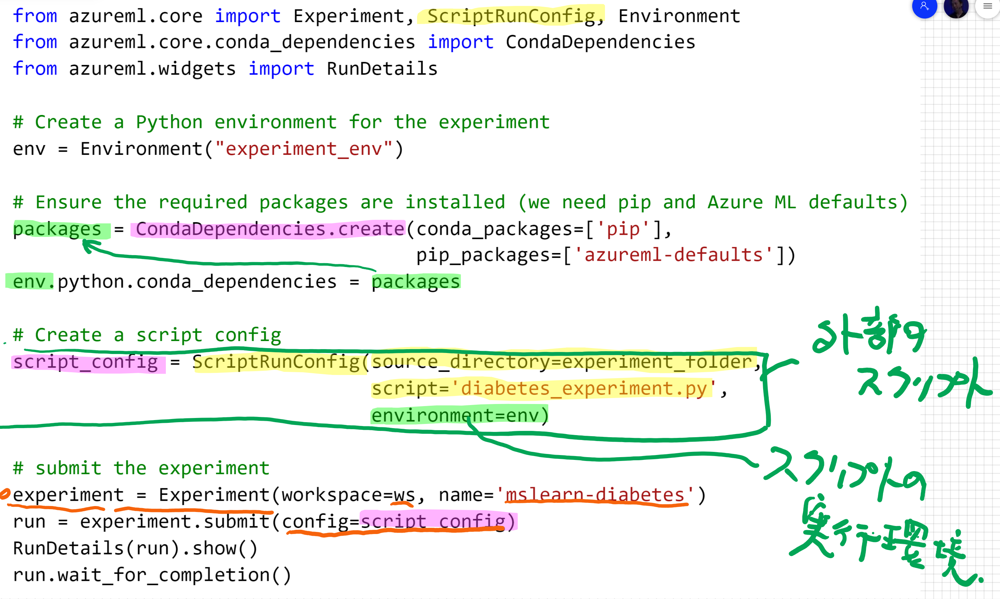 from azureml.core import Experiment, ScriptRunConfig, Environment
from azureml.core.conda_dependencies import CondaDependencies
from azureml.widgets import RunDetails
# Create a Python environment for the experiment
env = Environment("experiment_env")
# Ensure the required packages are installed (we need pip and Azure ML defaults)
packages = CondaDependencies.create(conda_packages=['pip'],
pip_packages=['azureml-defaults'])
env.python.conda_dependencies = packages
# Create a script config
script_config = ScriptRunConfig(source_directory=experiment_folder,
script='diabetes_experiment.py',
environment=env)
外部の
スクリプト
# submit the experiment
experiment = Experiment(workspace=ws, name='mslearn-diabetes')
run = experiment.submit(config=script_config)
RunDetails(run).show()
run.wait_for_completion()
スクリプトの
実行環境.